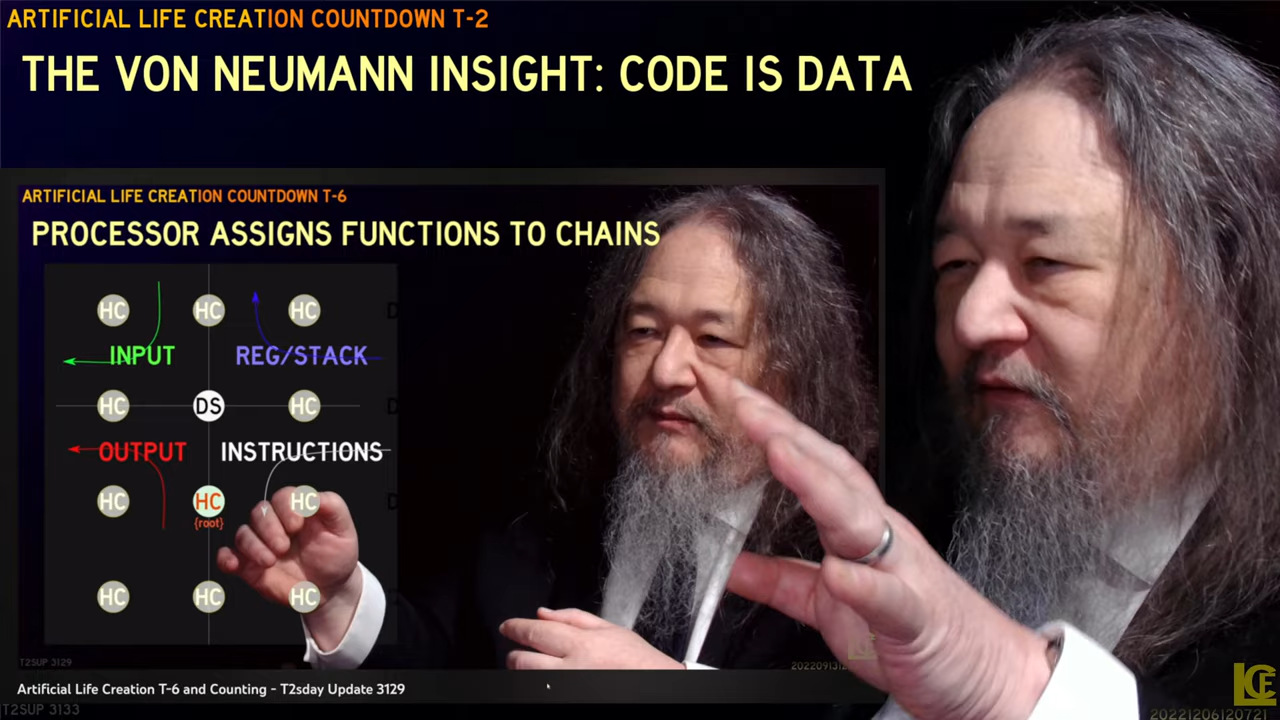 ARTIFICIAL LIFE CREATION COUNTDOWN T-2
THE VON NEUMANN INSIGHT: CODE IS DATA
ARTIFICIAL LIFE CREATION COUNTDOWN T-6
PROCESSOR ASSIGNS FUNCTIONS TO CHAINS
HC HC HC D
INPUT REG/STACK
HC DS HC D
OUTPUT INSTRUCTIONS
HC HC HC D
{root}
HC HC HC
T2SUP 3129
Artificial Life Creation T-6 and Counting - T2sday Update 3129
T2SUP 3133
20221206120721